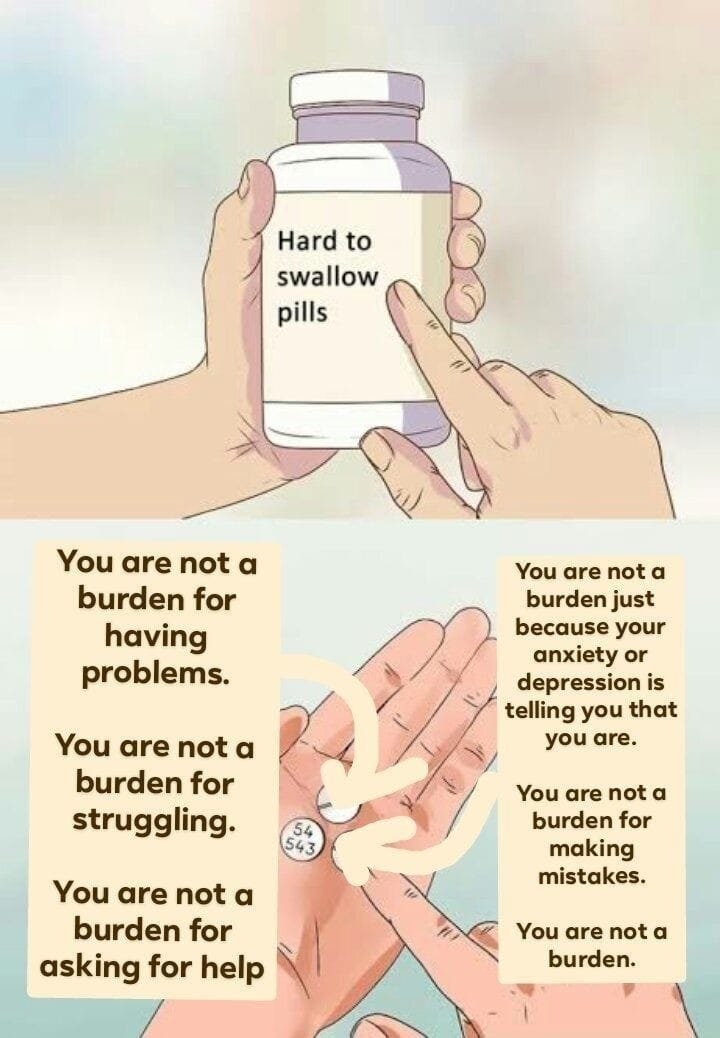 Hard to
swallow
pills
You are not a
burden for
having
problems.
You are not a
burden for
struggling.
You are not a
burden for
asking for help
You are not a
burden just
because your
anxiety or
depression is
telling you that
you are.
You are not a
burden for
making
mistakes.
You are not a
burden.
54
543